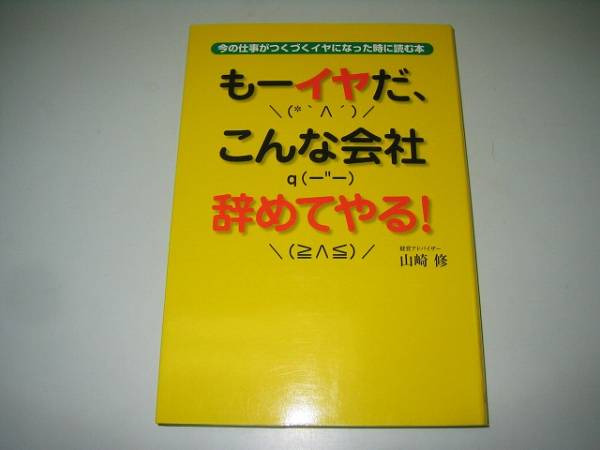 今の仕事がつくづくイヤになった時に読む本
もーイヤだ、
＼(*｀∧´)／
こんな会社
q(ー"ー)
辞めてやる!
＼(≧∧≦)／
経営アドバイザー
山崎 修